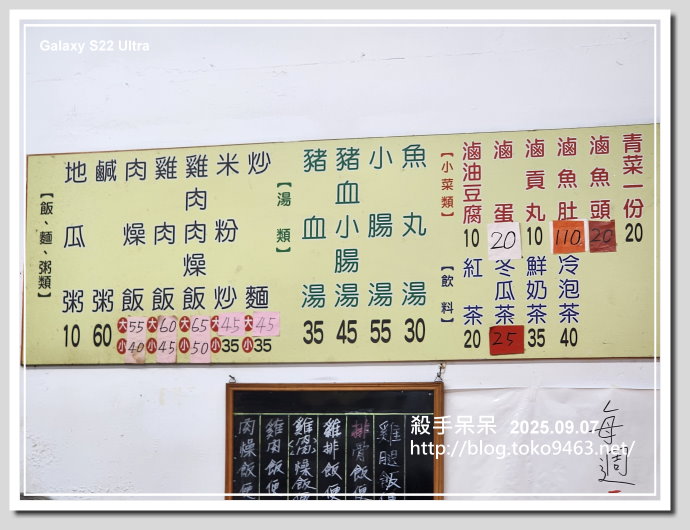 Galaxy S22 Ultra
【飯、麵、粥類】
地瓜粥 10
鹹粥 60
肉燥飯 大55 小40
雞肉飯 大60 小45
雞肉肉燥飯 大65 小50
米粉炒 大45 小35
炒麵 大45 小35
【湯類】
豬血湯 35
豬血小腸湯 45
小腸湯 55
魚丸湯 30
【小菜類】
滷油豆腐 10
滷蛋 20
滷貢丸 10
滷魚肚 110
滷魚頭 20
青菜一份 20
【飲料】
紅茶 20
冬瓜茶 25
鮮奶茶 35
冷泡茶 40
雞腿飯
排骨飯便
雞排飯便
雞肉燥飯
雞肉飯便
肉燥飯便
每週
殺手呆呆 2025.09.07
http://blog.toko9463.net/